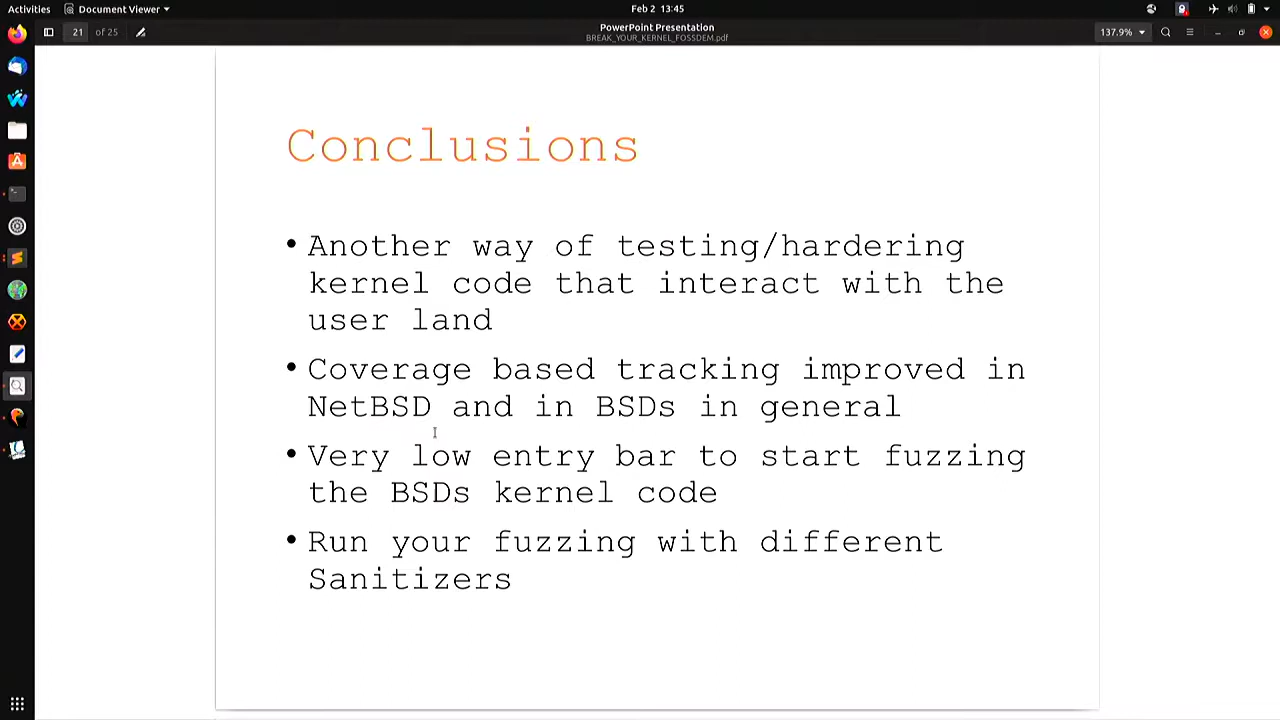 Activities
Document Viewer
Feb 2 13:45
21 of 25
PowerPoint Presentation
BREAK_YOUR_KERNEL_FOSSDEM.pdf
137.9%
Conclusions
• Another way of testing/hardering
kernel code that interact with the
user land
• Coverage based tracking improved in
NetBSD and in BSDs in general
• Very low entry bar to start fuzzing
the BSDs kernel code
• Run your fuzzing with different
Sanitizers